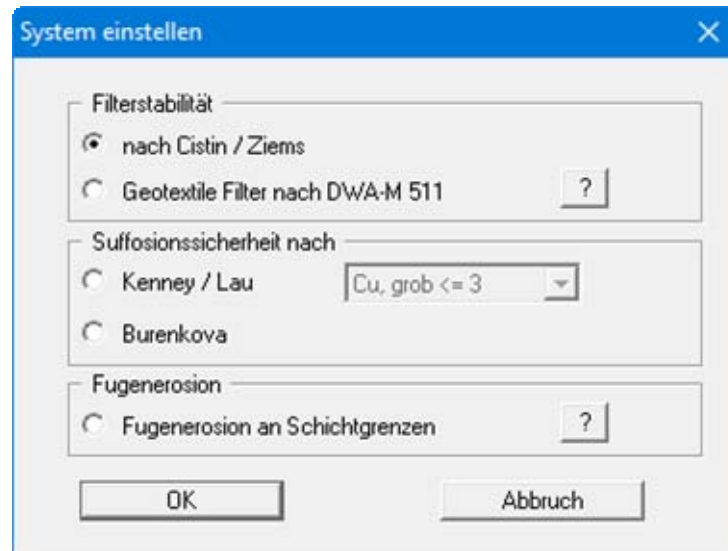 System einstellen
Filterstabilität
nach Cistin / Ziems
Geotextile Filter nach DWA-M 511
?
Suffosionssicherheit nach
Kenney / Lau
Cu, grob <= 3
Burenkova
Fugenerosion
Fugenerosion an Schichtgrenzen
?
OK
Abbruch